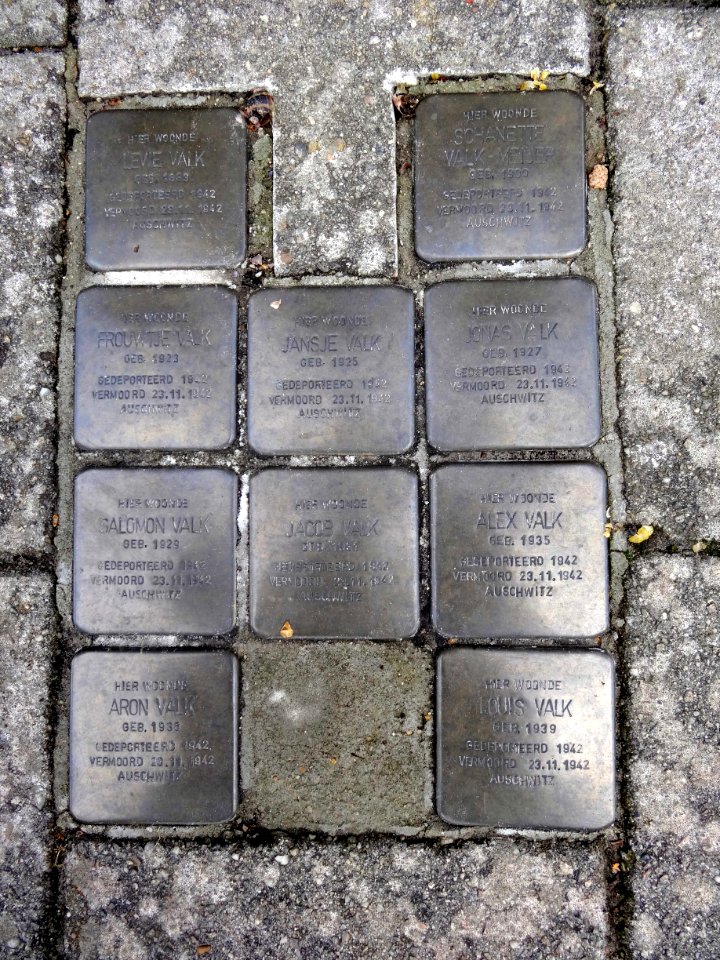 HIER WOONDE
LEVIE VALK
GEDEPORTEERD 1942
VERMOORD 23.11.1942
AUSCHWITZ
HIER WOONDE
SCHANETTE
GEB. 1900
GEDEPORTEERD 1942
VERMOORD 23.11.1942
AUSCHWITZ
HIER WOONDE
FROUWTJE VALK
GEB. 1923
GEDEPORTEERD 1942
VERMOORD 23.11.1942
AUSCHWITZ
HIER WOONDE
JANSJE VALK
GEB. 1925
GEDEPORTEERD 1942
VERMOORD 23.11.1942
AUSCHWITZ
HIER WOONDE
JONAS VALK
GEB. 1927
GEDEPORTEERD 1942
VERMOORD 23.11.1942
AUSCHWITZ
HIER WOONDE
SALOMON VALK
GEB. 1929
GEDEPORTEERD 1942
VERMOORD 23.11.1942
AUSCHWITZ
HIER WOONDE
JACOB VALK
GEDEPORTEERD 1942
VERMOORD 23.11.1942
AUSCHWITZ
HIER WOONDE
ALEX VALK
GEB. 1935
GEDEPORTEERD 1942
VERMOORD 23.11.1942
AUSCHWITZ
HIER WOONDE
ARON VALK
GEDEPORTEERD 1942
VERMOORD 23.11.1942
AUSCHWITZ
HIER WOONDE
LOUIS VALK
GEB. 1939
GEDEPORTEERD 1942
VERMOORD 23.11.1942
AUSCHWITZ